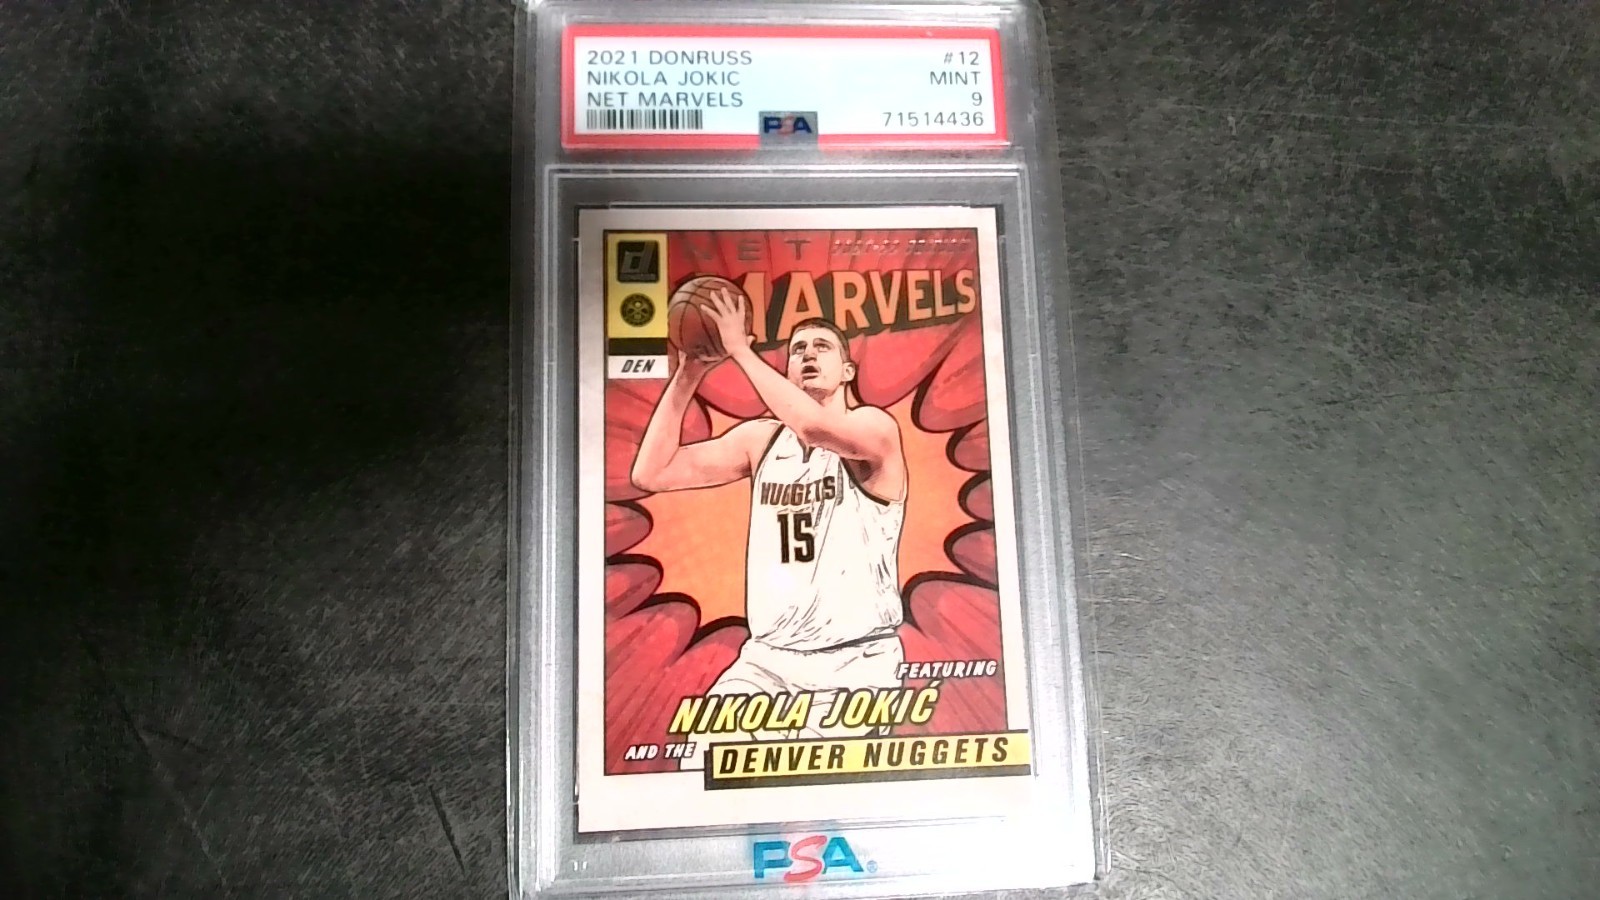 2021 DONRUSS #12
NIKOLA JOKIC MINT
NET MARVELS 9
71514436
PSA
NET
MARVELS
DEN
NUGGETS
15
FEATURING
NIKOLA JOKIĆ
AND THE
DENVER NUGGETS
PSA